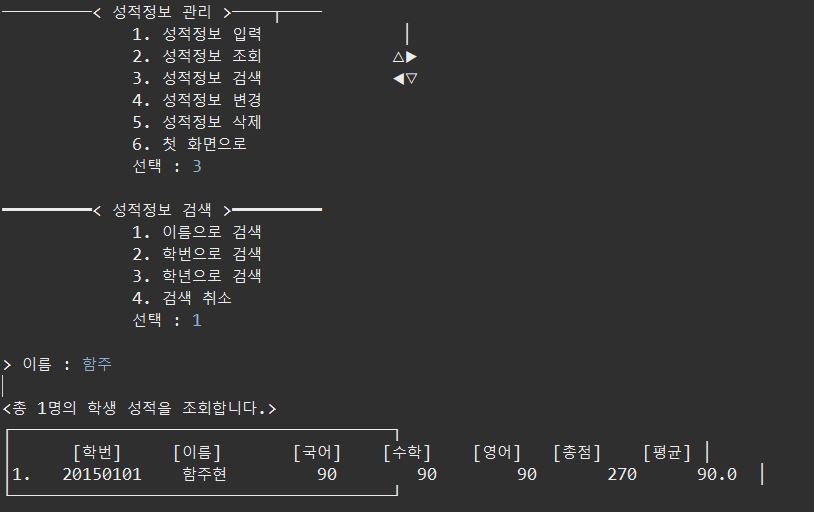 < 성적정보 관리 >
1. 성적정보 입력
2. 성적정보 조회
3. 성적정보 검색
4. 성적정보 변경
5. 성적정보 삭제
6. 첫 화면으로
선택 : 3
< 성적정보 검색 >
1. 이름으로 검색
2. 학번으로 검색
3. 학년으로 검색
4. 검색 취소
선택 : 1
> 이름 : 함주
<총 1명의 학생 성적을 조회합니다.>
[학번] [이름] [국어] [수학] [영어] [총점] [평균]
1. 20150101 함주현 90 90 90 270 90.0